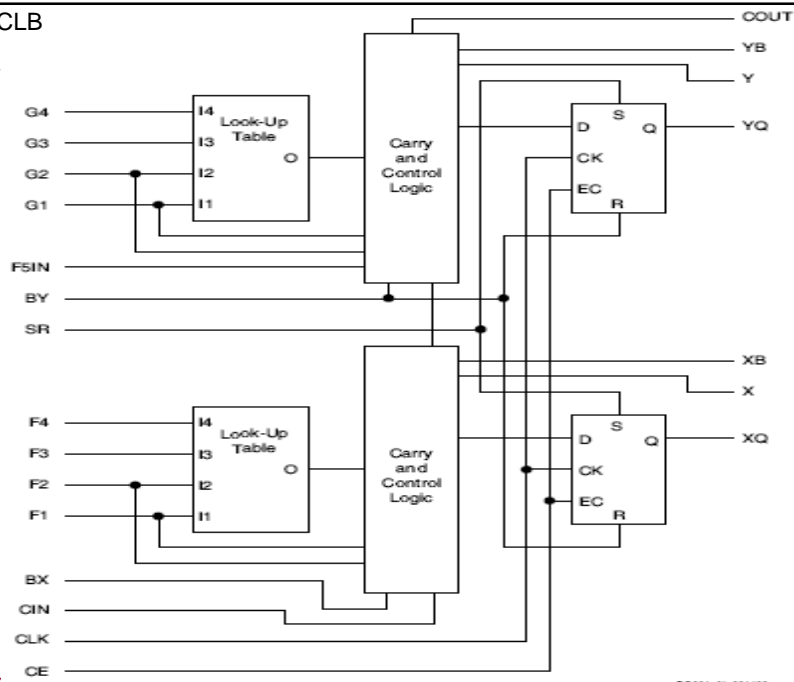 CLB
COUT
YB
Y
G4
G3
G2
G1
I4
I3
I2
I1
Look-Up
Table
O
Carry
and
Control
Logic
S
D
Q
CK
EC
R
YQ
F5IN
BY
SR
XB
X
F4
F3
F2
F1
I4
I3
I2
I1
Look-Up
Table
O
Carry
and
Control
Logic
S
D
Q
CK
EC
R
XQ
BX
CIN
CLK
CE